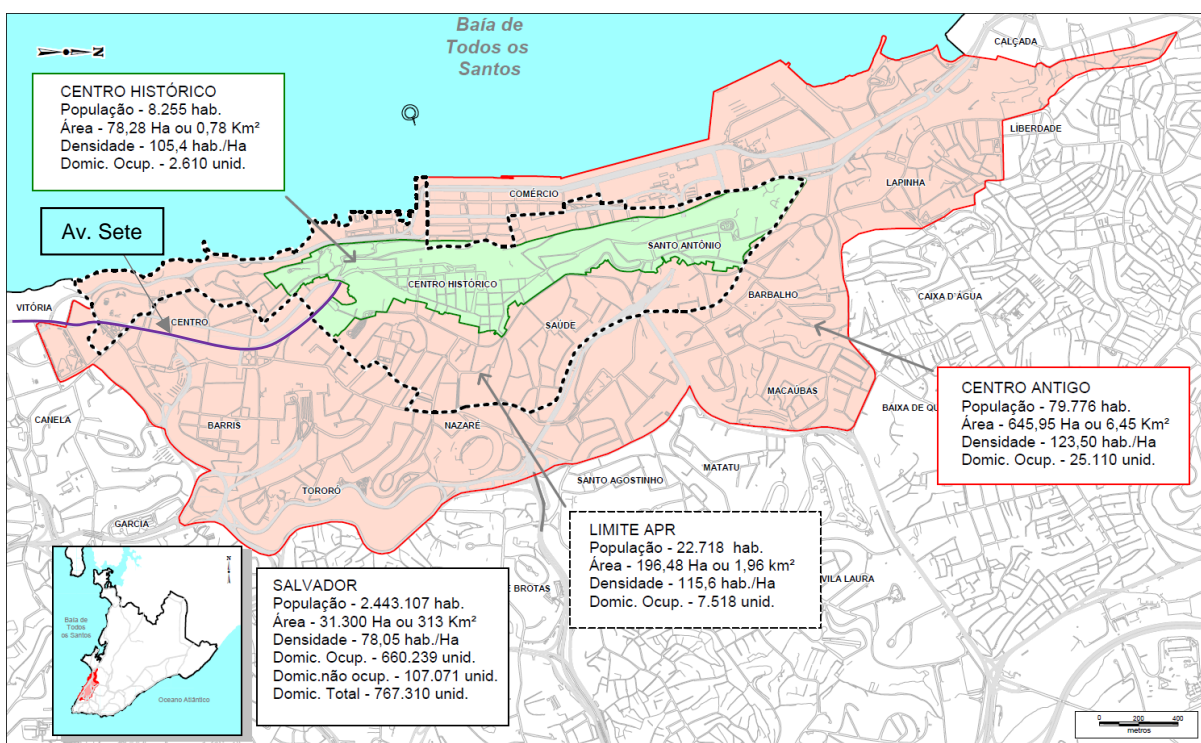 Baía de
Todos os
Santos
N
CALÇADA
CENTRO HISTÓRICO
População - 8.255 hab.
Área - 78,28 Ha ou 0,78 Km²
Densidade - 105,4 hab./Ha
Domic. Ocup. - 2.610 unid.
LIBERDADE
LAPINHA
COMÉRCIO
Av. Sete
SANTO ANTÔNIO
CENTRO HISTÓRICO
BARBALHO
CAIXA D'ÁGUA
VITÓRIA
CENTRO
SAÚDE
MACAÚBAS
CENTRO ANTIGO
População - 79.776 hab.
Área - 645,95 Ha ou 6,45 Km²
Densidade - 123,50 hab./Ha
Domic. Ocup. - 25.110 unid.
BAIXA DE QU
CANELA
BARRIS
NAZARÉ
MATATU
SANTO AGOSTINHO
TORORÓ
GARCIA
LIMITE APR
População - 22.718 hab.
Área - 196,48 Ha ou 1,96 km²
Densidade - 115,6 hab./Ha
Domic. Ocup. - 7.518 unid.
VILA LAURA
E BROTAS
SALVADOR
População - 2.443.107 hab.
Área - 31.300 Ha ou 313 Km²
Densidade - 78,05 hab./Ha
Domic. Ocup. - 660.239 unid.
Domic.não ocup. - 107.071 unid.
Domic. Total - 767.310 unid.
Baía de
Todos
os Santos
Oceano Atlântico
0 200 400
metros